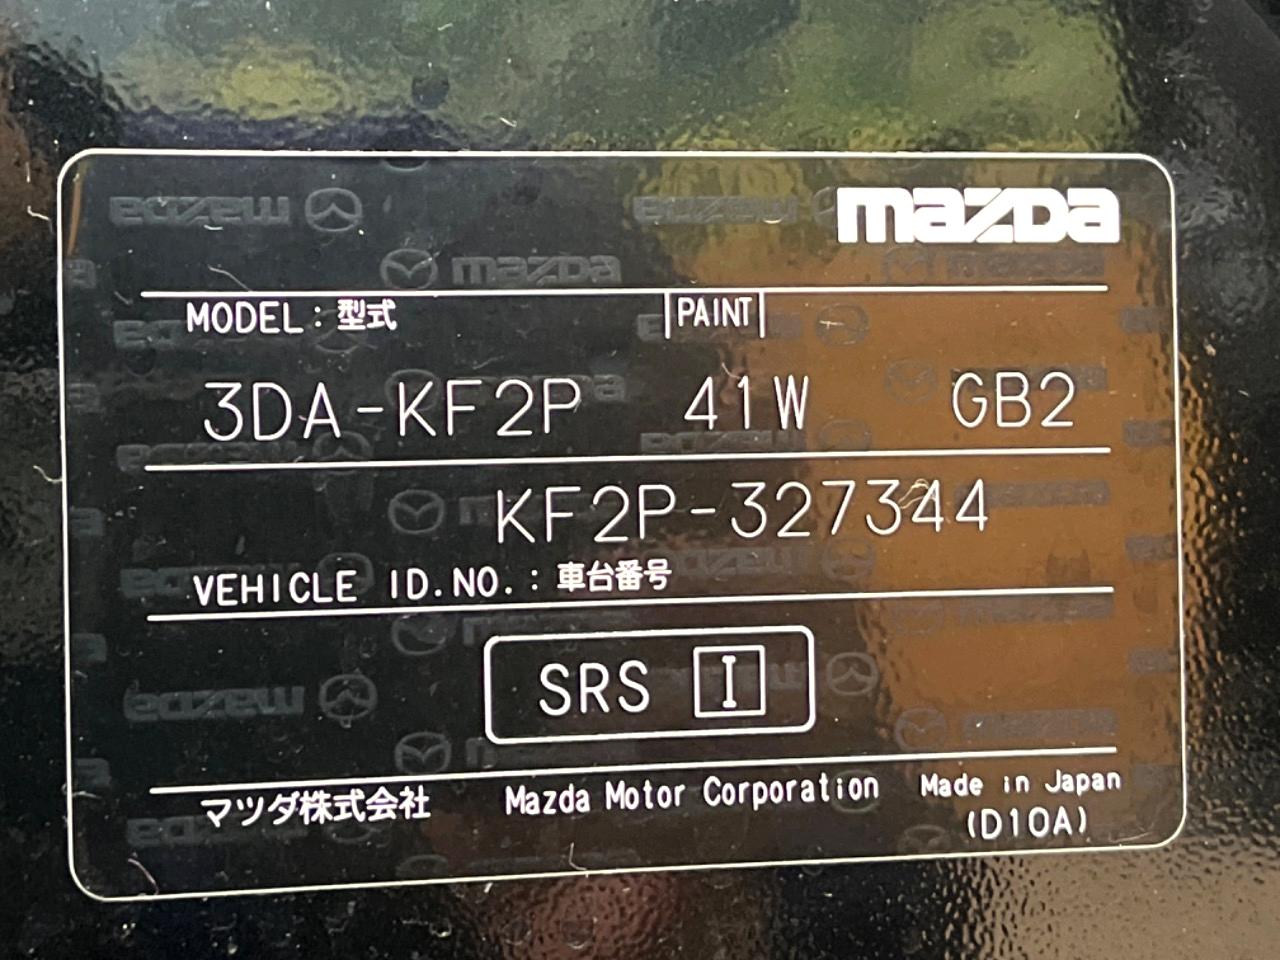 mazda
MODEL：型式 PAINT
3DA-KF2P 41W GB2
KF2P-327344
VEHICLE ID.NO.：車台番号
SRS I
マツダ株式会社 Mazda Motor Corporation Made in Japan
(D10A)